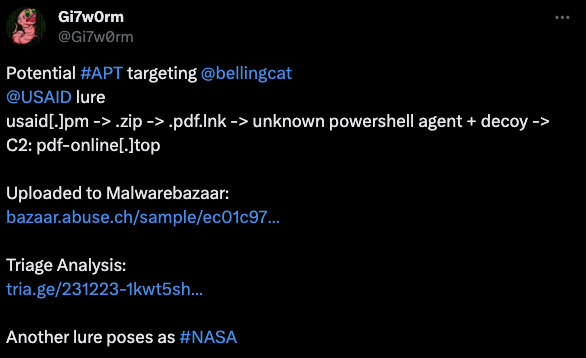 Gi7w0rm
@Gi7w0rm
...
Potential #APT targeting @bellingcat
@USAID lure
usaid[.]pm -> .zip -> .pdf.lnk -> unknown powershell agent + decoy ->
C2: pdf-online[.]top
Uploaded to Malwarebazaar:
bazaar.abuse.ch/sample/ec01c97...
Triage Analysis:
tria.ge/231223-1kwt5sh...
Another lure poses as #NASA